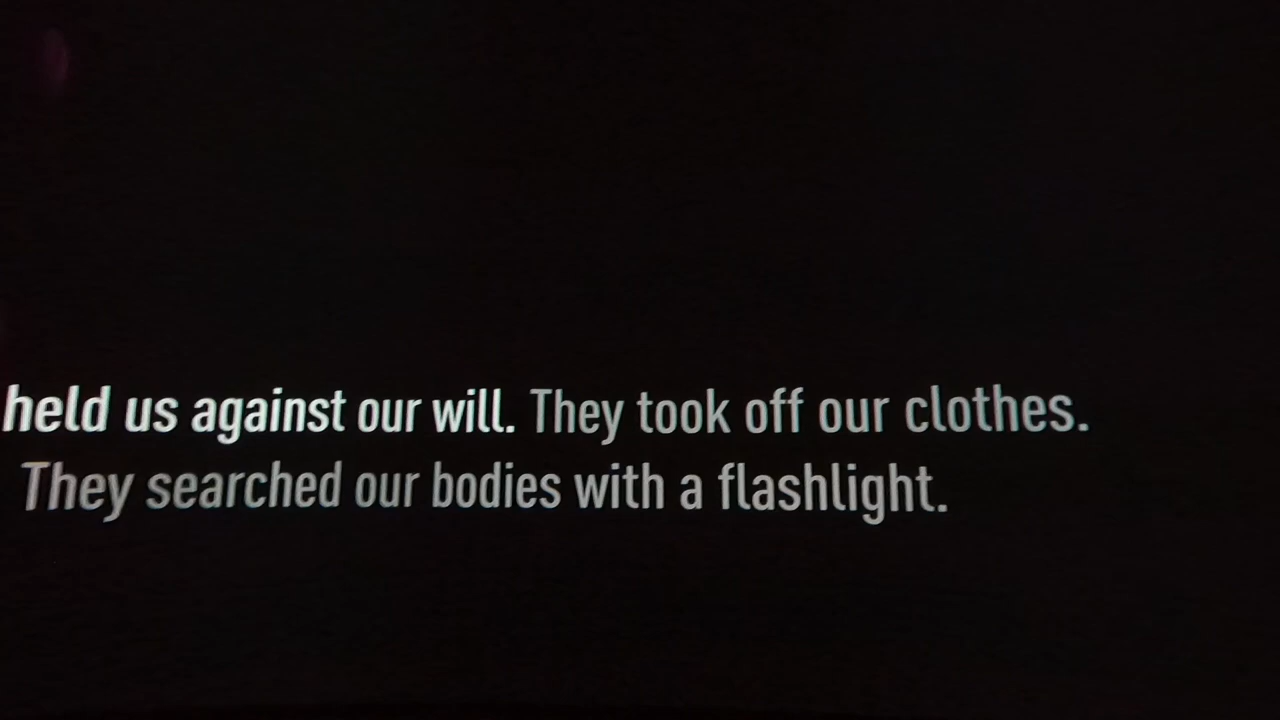 held us against our will. They took off our clothes.
They searched our bodies with a flashlight.